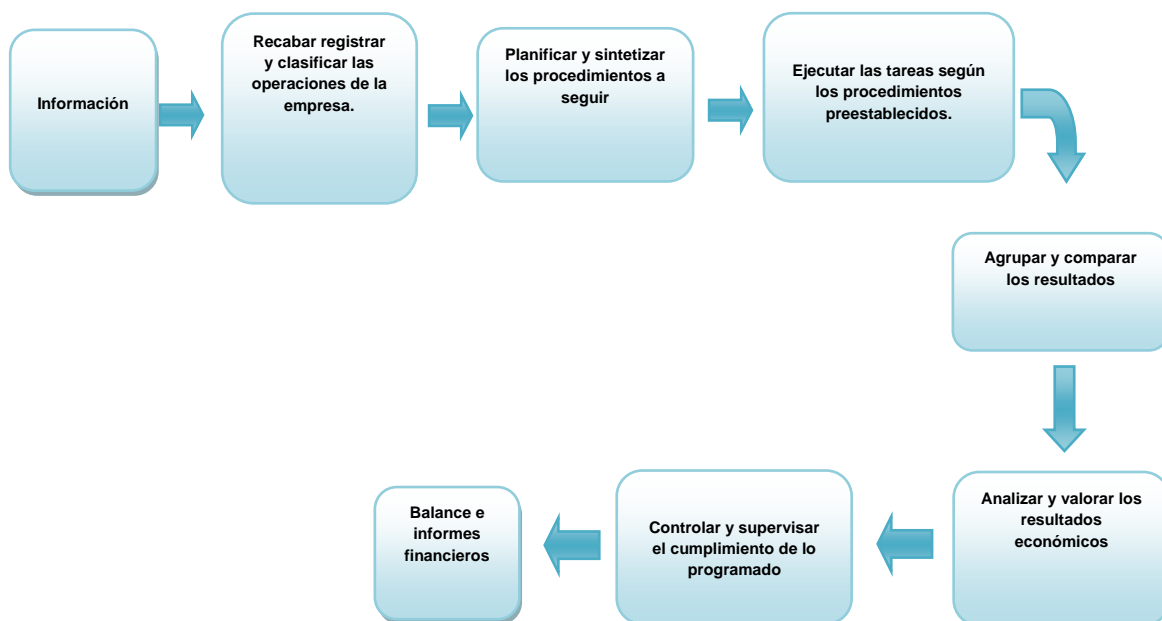 Información
Recabar registrar
y clasificar las
operaciones de la
empresa.
Planificar y sintetizar
los procedimientos a
seguir
Ejecutar las tareas según
los procedimientos
preestablecidos.
Agrupar y comparar
los resultados
Analizar y valorar los
resultados
económicos
Controlar y supervisar
el cumplimiento de lo
programado
Balance e
informes
financieros